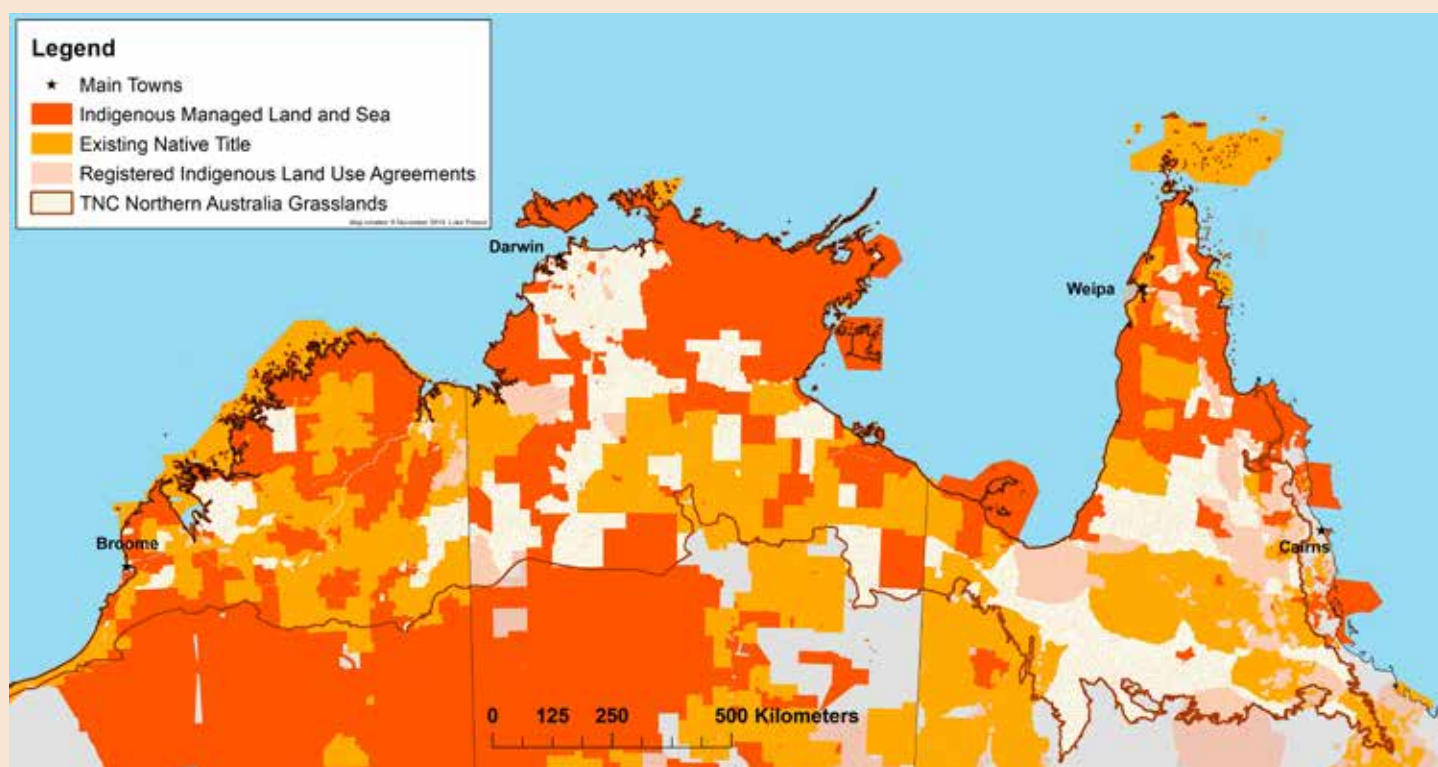 Legend
Main Towns
Indigenous Managed Land and Sea
Existing Native Title
Registered Indigenous Land Use Agreements
TNC Northern Australia Grasslands
Darwin
Weipa
Broome
Cairns
0 125 250 500 Kilometers